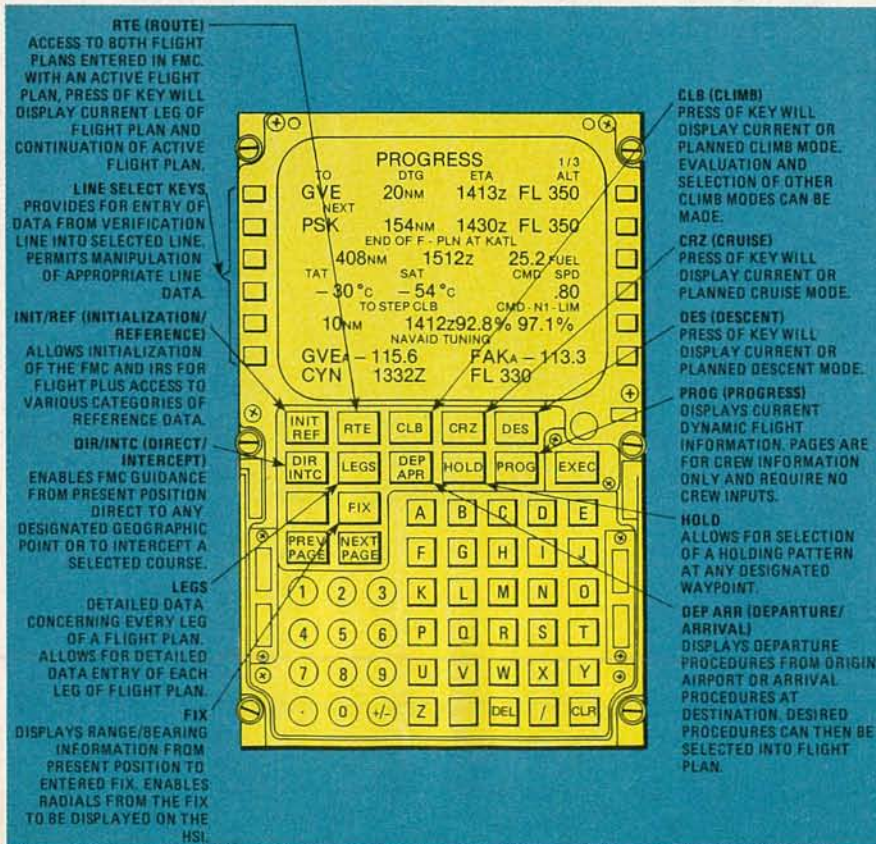 RTE (ROUTE)
ACCESS TO BOTH FLIGHT
PLANS ENTERED IN FMC.
WITH AN ACTIVE FLIGHT
PLAN, PRESS OF KEY WILL
DISPLAY CURRENT LEG OF
FLIGHT PLAN AND
CONTINUATION OF ACTIVE
FLIGHT PLAN.
LINE SELECT KEYS
PROVIDES FOR ENTRY OF
DATA FROM VERIFICATION
LINE INTO SELECTED LINE.
PERMITS MANIPULATION
OF APPROPRIATE LINE
DATA.
INIT/REF (INITIALIZATION/
REFERENCE)
ALLOWS INITIALIZATION
OF THE FMC AND IRS FOR
FLIGHT PLUS ACCESS TO
VARIOUS CATEGORIES OF
REFERENCE DATA.
DIR/INTC (DIRECT/
INTERCEPT)
ENABLES FMC GUIDANCE
FROM PRESENT POSITION
DIRECT TO ANY
DESIGNATED GEOGRAPHIC
POINT OR TO INTERCEPT A
SELECTED COURSE.
LEGS
DETAILED DATA
CONCERNING EVERY LEG
OF A FLIGHT PLAN.
ALLOWS FOR DETAILED
DATA ENTRY OF EACH
LEG OF FLIGHT PLAN.
FIX
DISPLAYS RANGE/BEARING
INFORMATION FROM
PRESENT POSITION TO
ENTERED FIX. ENABLES
RADIALS FROM THE FIX
TO BE DISPLAYED ON THE
HSI.
PROGRESS 1/3
TO DTG ETA ALT
GVE 20NM 1413z FL 350
NEXT
PSK 154NM 1430z FL 350
END OF F - PLN AT KATL
408NM 1512z 25.2 FUEL
TAT SAT CMD SPD
– 30 °c – 54 °c .80
TO STEP CLB CMD - N1 - LIM
10NM 1412z92.8% 97.1%
NAVAID TUNING
GVEA – 115.6 FAKA – 113.3
CYN 1332Z FL 330
INIT REF RTE CLB CRZ DES
DIR INTC LEGS DEP APR HOLD PROG EXEC
FIX
PREV PAGE NEXT PAGE
A B C D E
F G H I J
1 2 3 K L M N O
4 5 6 P Q R S T
7 8 9 U V W X Y
· 0 +/– Z DEL / CLR
CLB (CLIMB)
PRESS OF KEY WILL
DISPLAY CURRENT OR
PLANNED CLIMB MODE.
EVALUATION AND
SELECTION OF OTHER
CLIMB MODES CAN BE
MADE.
CRZ (CRUISE)
PRESS OF KEY WILL
DISPLAY CURRENT OR
PLANNED CRUISE MODE.
DES (DESCENT)
PRESS OF KEY WILL
DISPLAY CURRENT OR
PLANNED DESCENT MODE.
PROG (PROGRESS)
DISPLAYS CURRENT
DYNAMIC FLIGHT
INFORMATION. PAGES ARE
FOR CREW INFORMATION
ONLY AND REQUIRE NO
CREW INPUTS.
HOLD
ALLOWS FOR SELECTION
OF A HOLDING PATTERN
AT ANY DESIGNATED
WAYPOINT.
DEP ARR (DEPARTURE/
ARRIVAL)
DISPLAYS DEPARTURE
PROCEDURES FROM ORIGIN
AIRPORT OR ARRIVAL
PROCEDURES AT
DESTINATION. DESIRED
PROCEDURES CAN THEN BE
SELECTED INTO FLIGHT
PLAN.